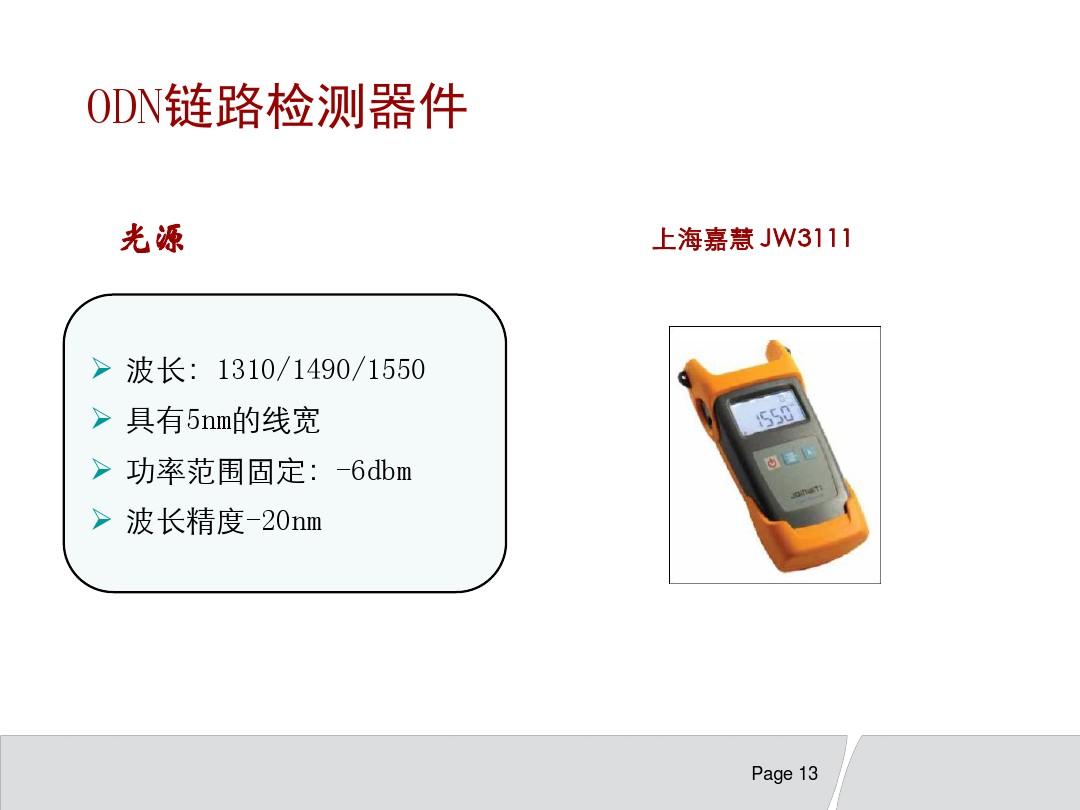 ODN链路检测器件
光源
上海嘉慧 JW3111
波长：1310/1490/1550
具有5nm的线宽
功率范围固定：-6dbm
波长精度-20nm
1550
Page 13